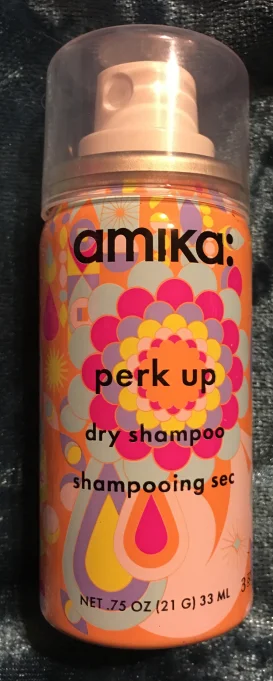 amika:
perk up
dry shampoo
shampooing sec
NET .75 OZ (21 G) 33 ML